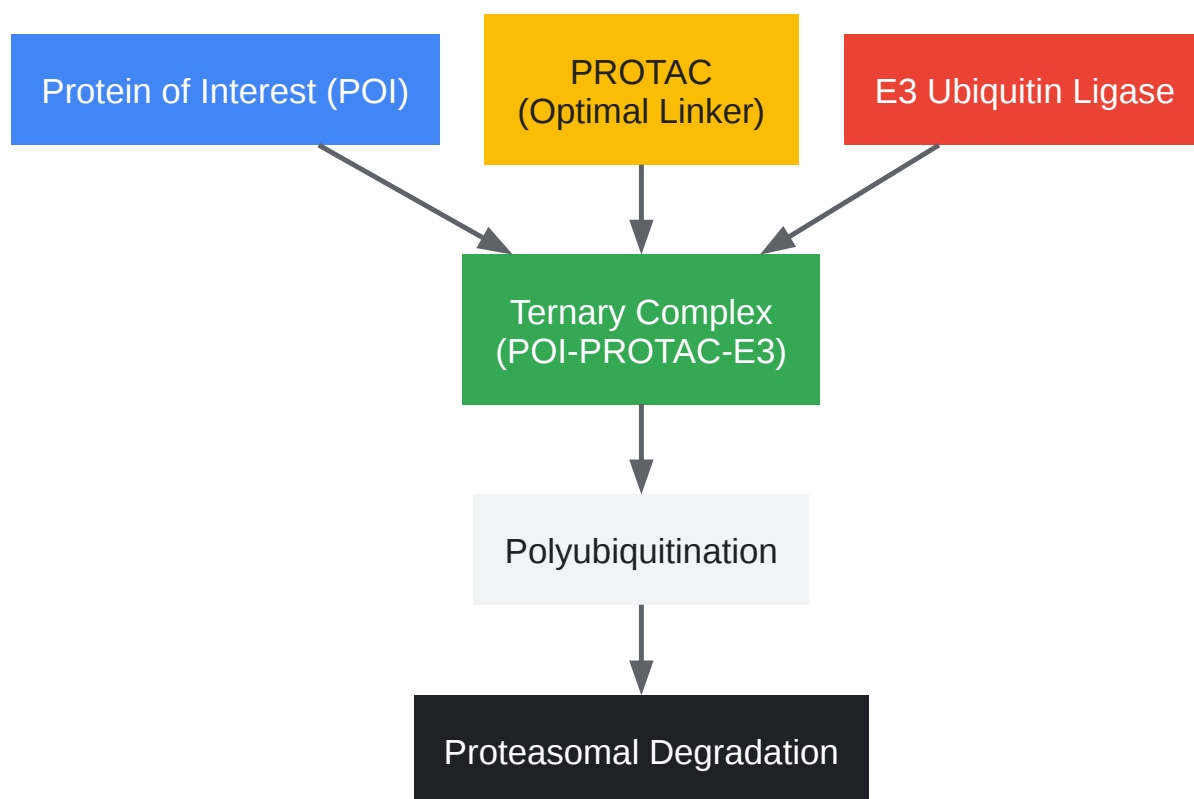 Protein of Interest (POI)
PROTAC
(Optimal Linker)
E3 Ubiquitin Ligase
Ternary Complex
(POI-PROTAC-E3)
Polyubiquitination
Proteasomal Degradation